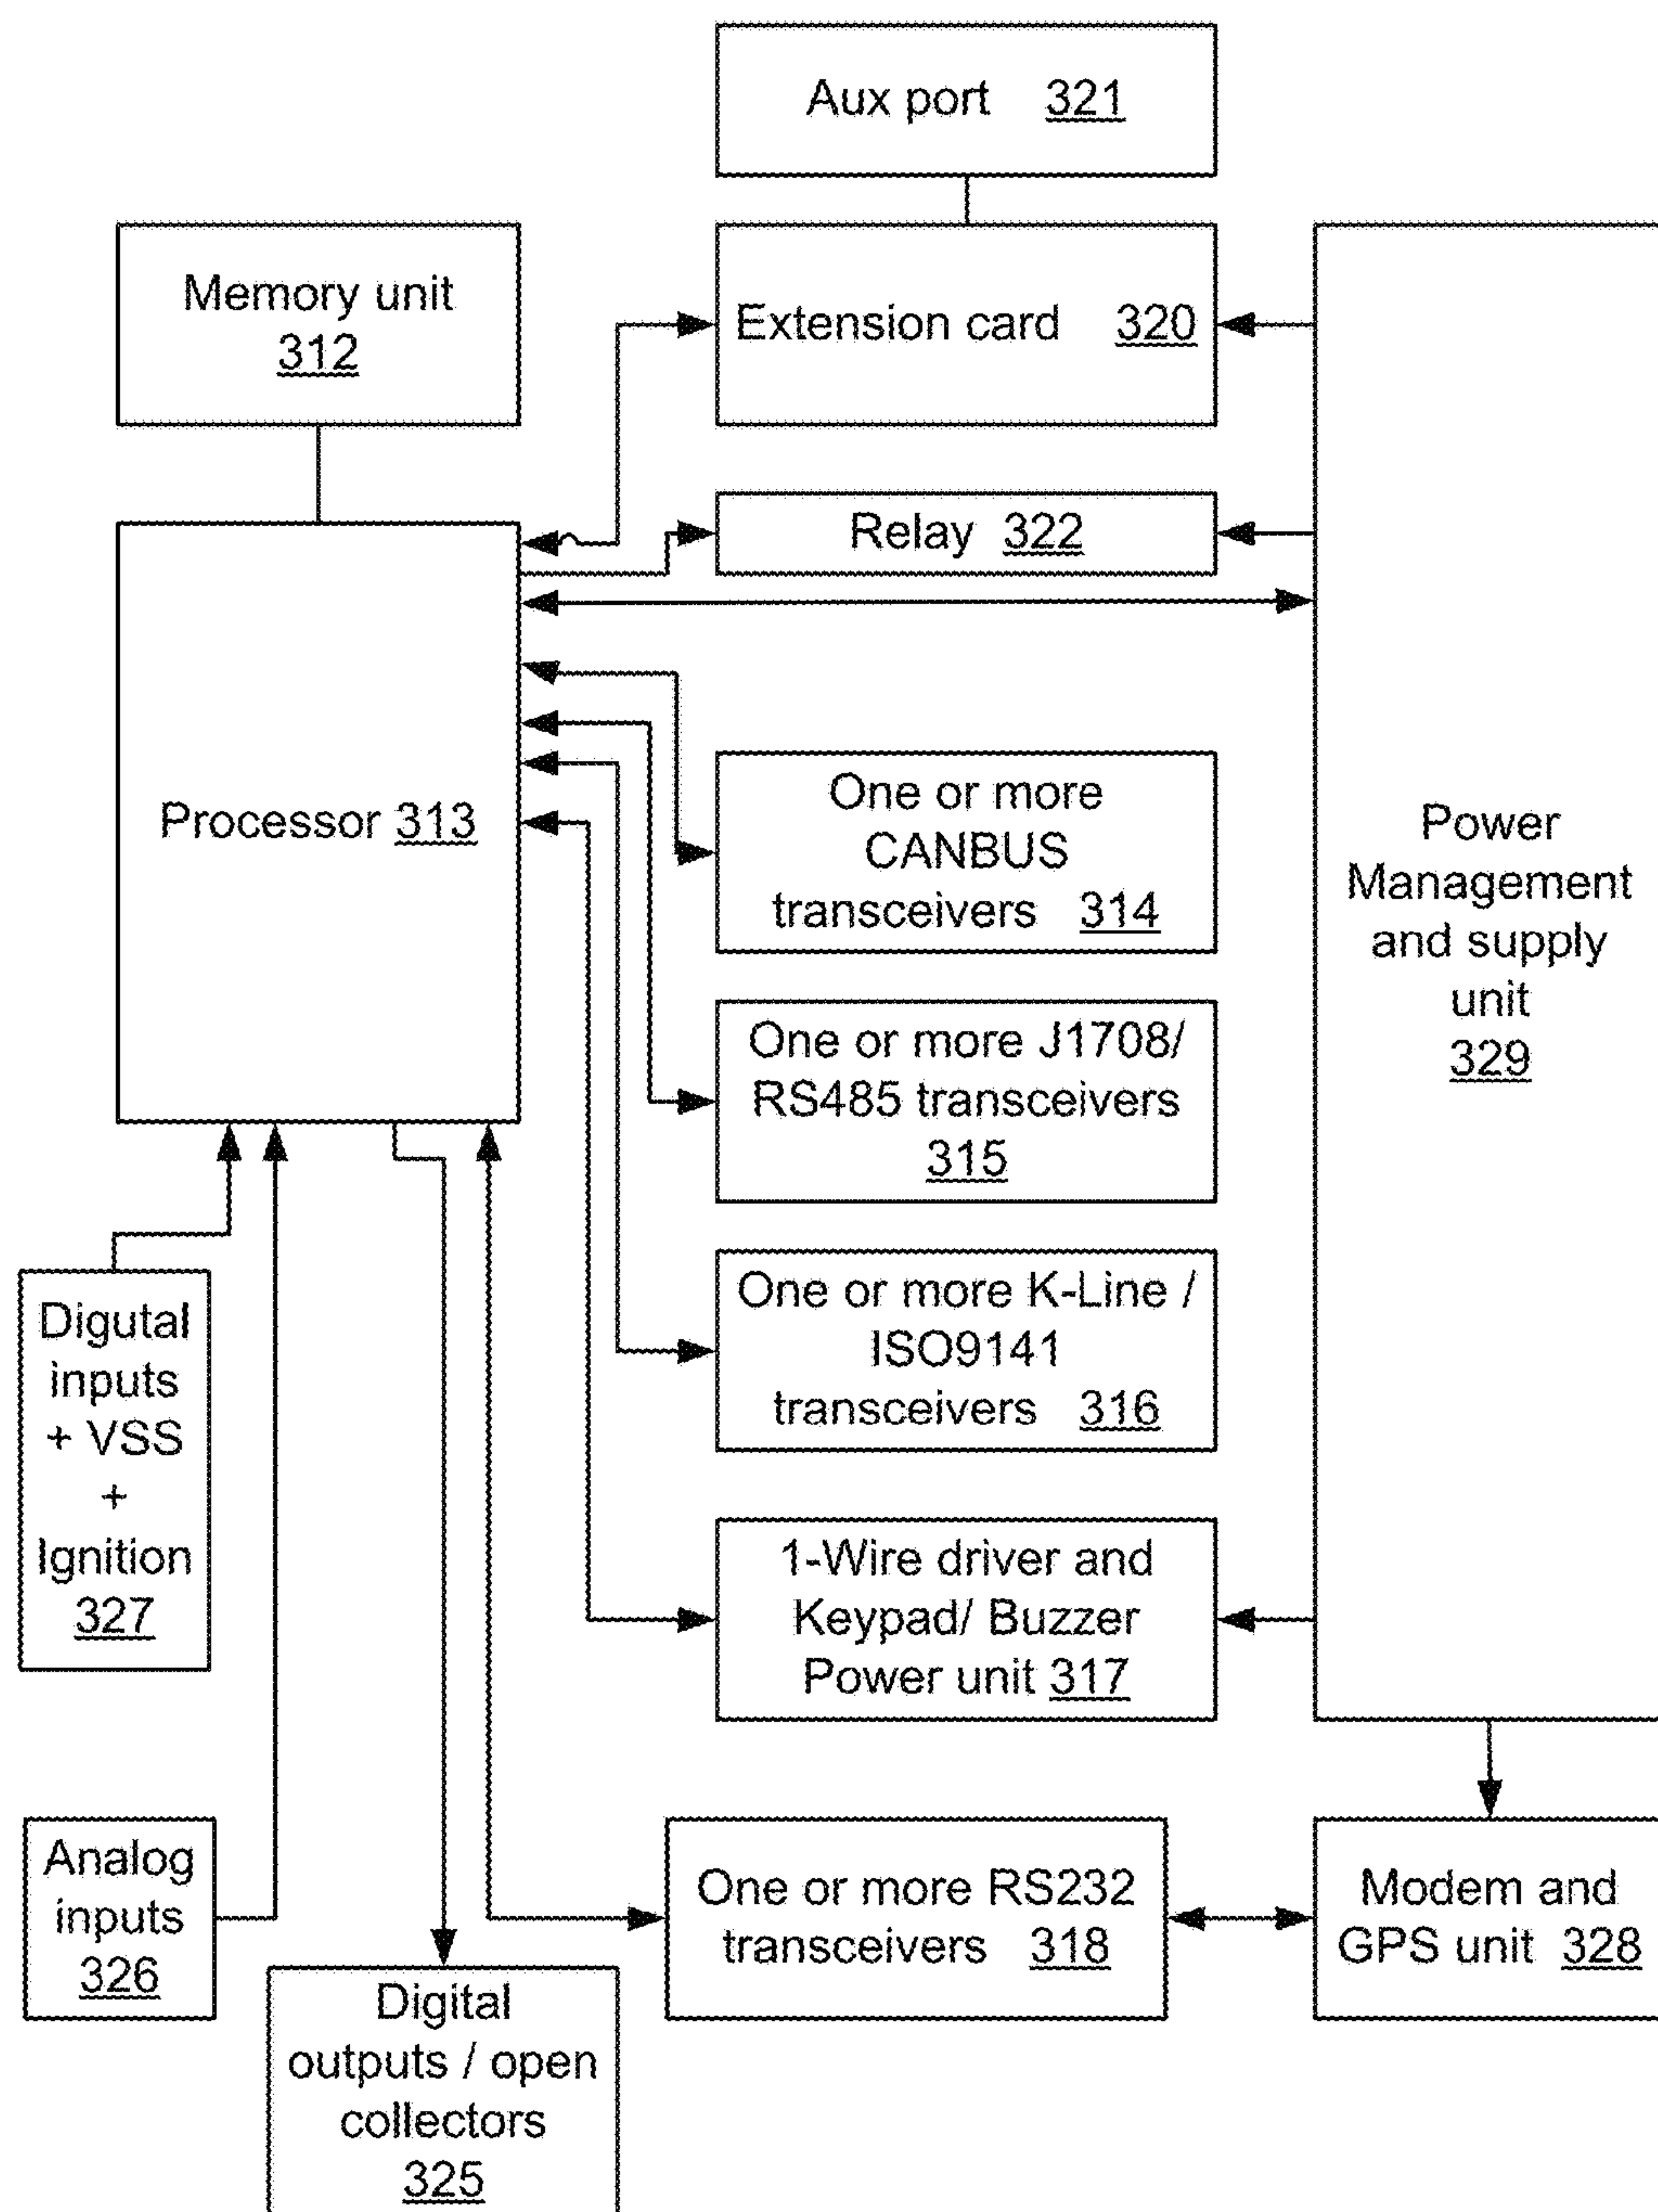 Aux port 321
Memory unit
312
Extension card 320
Relay 322
Processor 313
One or more
CANBUS
transceivers 314
Power
Management
and supply
unit
329
One or more J1708/
RS485 transceivers
315
One or more K-Line /
ISO9141
transceivers 316
Digutal
inputs
+ VSS
+
Ignition
327
1-Wire driver and
Keypad/ Buzzer
Power unit 317
Analog
inputs
326
One or more RS232
transceivers 318
Modem and
GPS unit 328
Digital
outputs / open
collectors
325